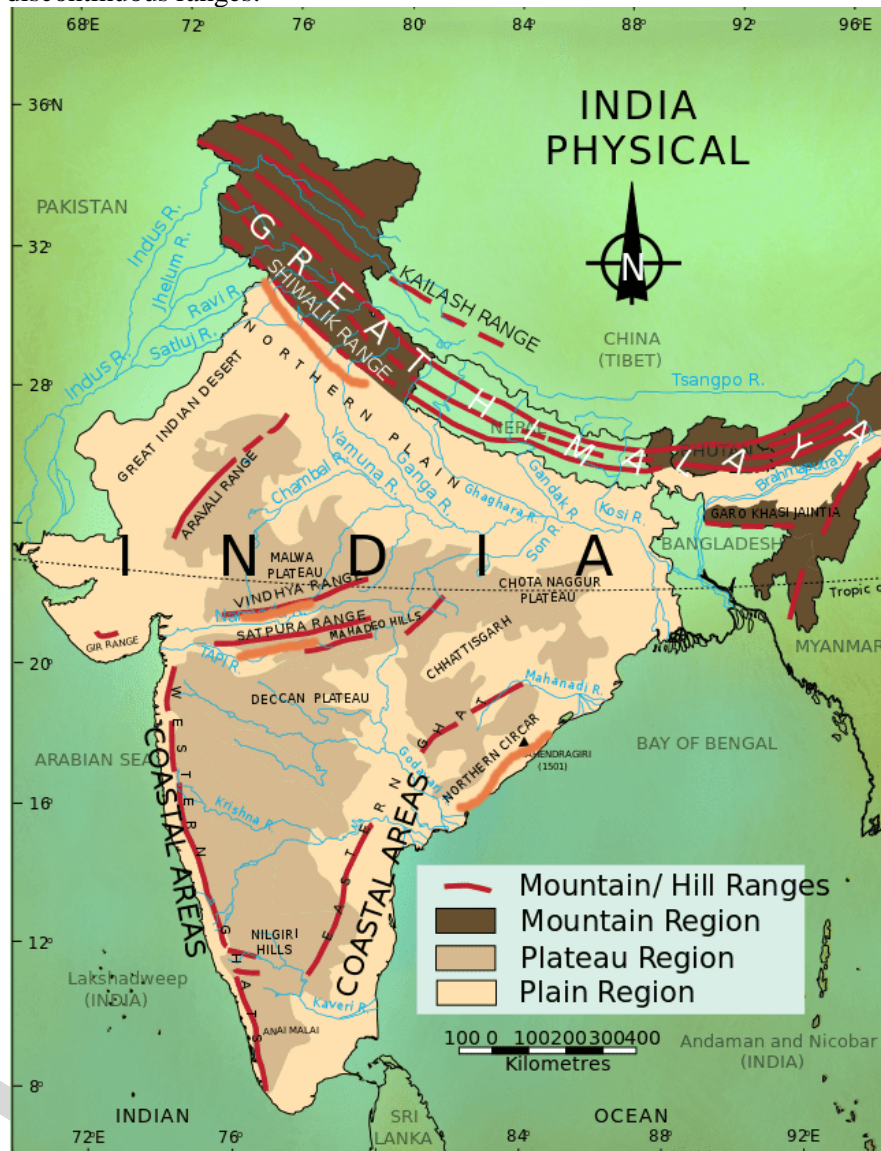 discontinuous ranges.
68°E 72° 76° 80° 84° 88° 92° 96°E
36°N
INDIA
PHYSICAL
PAKISTAN
Indus R.
Jhelum R.
Ravi R.
Satluj R.
Indus R.
32°
28°
N
GREAT HIMALAYA
SHIWALIK RANGE
KAILASH RANGE
CHINA
(TIBET)
Tsangpo R.
NEPAL
BHUTAN
Brahmaputra R.
GARO KHASI JAINTIA
BANGLADESH
NORTHERN PLAIN
GREAT INDIAN DESERT
ARAVALI RANGE
Chambal R.
Yamuna R.
Ganga R.
Ghaghara R.
Gandak R.
Kosi R.
Son R.
INDIA
MALWA
PLATEAU
VINDHYA RANGE
SATPURA RANGE
MAHADEO HILLS
TAPI R.
GIR RANGE
CHOTA NAGGUR
PLATEAU
CHHATTISGARH
Tropic
MYANMAR
20°
DECCAN PLATEAU
Mahanadi R.
WESTERN GHATS
COASTAL AREAS
ARABIAN SEA
EASTERN GHAT
NORTHERN CIRCAR
(1501)
BAY OF BENGAL
Godavari
COASTAL AREAS
16°
Krishna R.
NILGIRI
HILLS
12°
Lakshadweep
(INDIA)
Kaveri R.
ANAI MALAI
8°
Mountain/ Hill Ranges
Mountain Region
Plateau Region
Plain Region
100 0 100200300400
Kilometres
Andaman and Nicobar
(INDIA)
INDIAN OCEAN
SRI
LANKA
72°E 76° 84° 88° 92°E